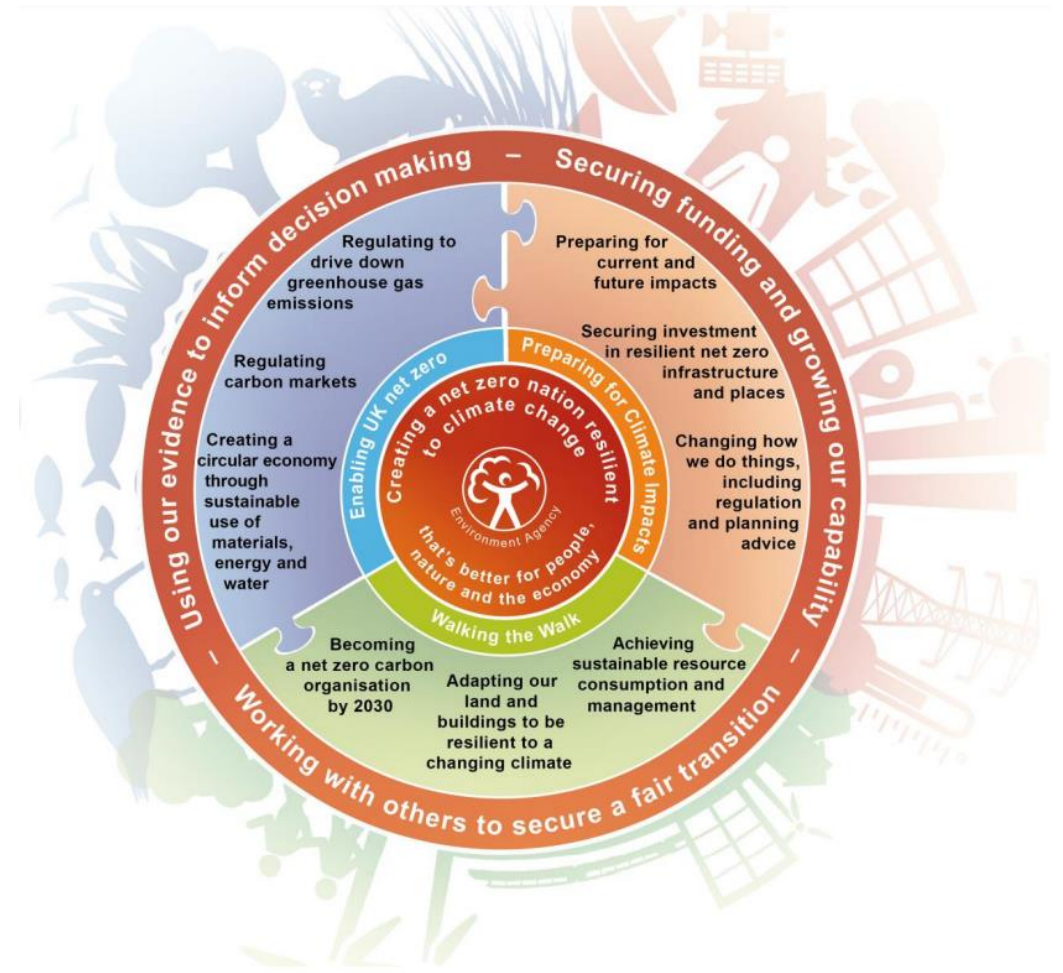 Using our evidence to inform decision making –
Securing funding and growing our capability –
Working with others to secure a fair transition –
Regulating to
drive down
greenhouse gas
emissions
Regulating
carbon markets
Creating a
circular economy
through
sustainable
use of
materials,
energy and
water
Preparing for
current and
future impacts
Securing investment
in resilient net zero
infrastructure
and places
Changing how
we do things,
including
regulation
and planning
advice
Enabling UK net zero
Preparing for Climate Impacts
Walking the Walk
Creating a net zero nation resilient
to climate change
Environment Agency
that's better for people,
nature and the economy
Becoming
a net zero carbon
organisation
by 2030
Adapting our
land and
buildings to be
resilient to a
changing climate
Achieving
sustainable resource
consumption and
management